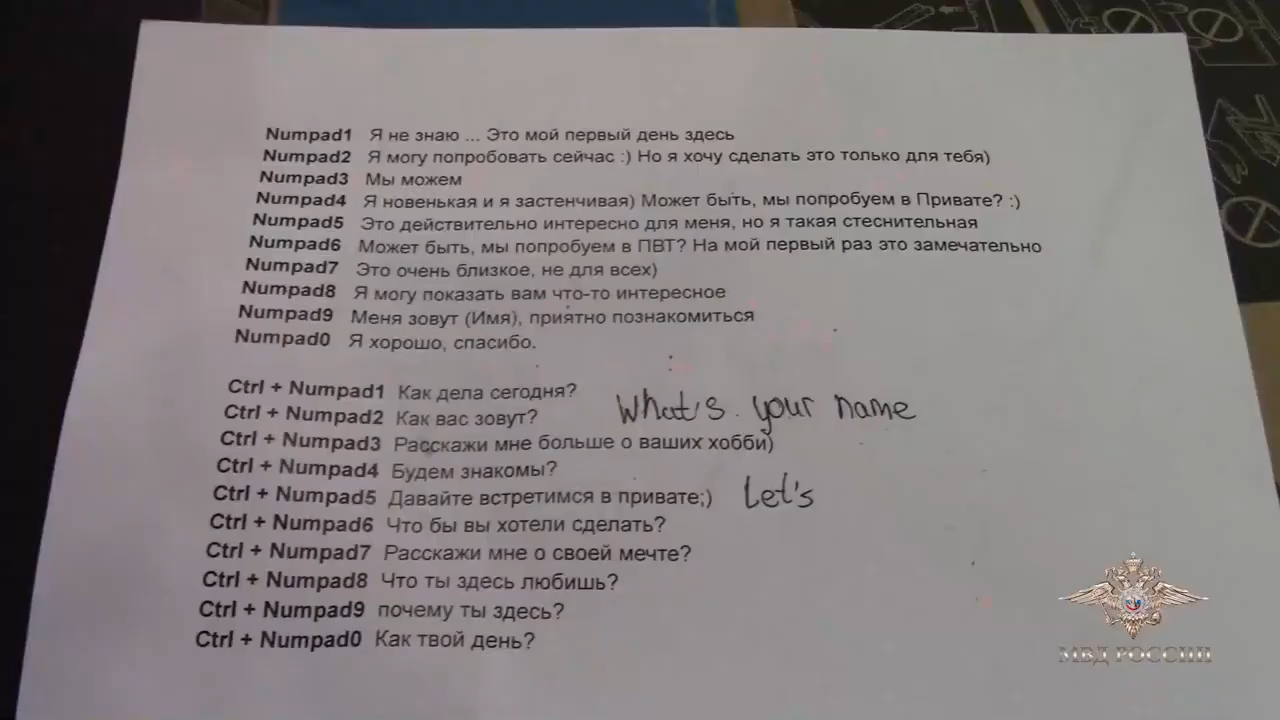 Numpad1 Я не знаю ... Это мой первый день здесь
Numpad2 Я могу попробовать сейчас :) Но я хочу сделать это только для тебя)
Numpad3 Мы можем
Numpad4 Я новенькая и я застенчивая) Может быть, мы попробуем в Привате? :)
Numpad5 Это действительно интересно для меня, но я такая стеснительная
Numpad6 Может быть, мы попробуем в ПВТ? На мой первый раз это замечательно
Numpad7 Это очень близкое, не для всех)
Numpad8 Я могу показать вам что-то интересное
Numpad9 Меня зовут (Имя), приятно познакомиться
Numpad0 Я хорошо, спасибо.
Ctrl + Numpad1 Как дела сегодня?
Ctrl + Numpad2 Как вас зовут? What's your name
Ctrl + Numpad3 Расскажи мне больше о ваших хобби)
Ctrl + Numpad4 Будем знакомы?
Ctrl + Numpad5 Давайте встретимся в привате;) Let's
Ctrl + Numpad6 Что бы вы хотели сделать?
Ctrl + Numpad7 Расскажи мне о своей мечте?
Ctrl + Numpad8 Что ты здесь любишь?
Ctrl + Numpad9 почему ты здесь?
Ctrl + Numpad0 Как твой день?
МВД РОССИИ